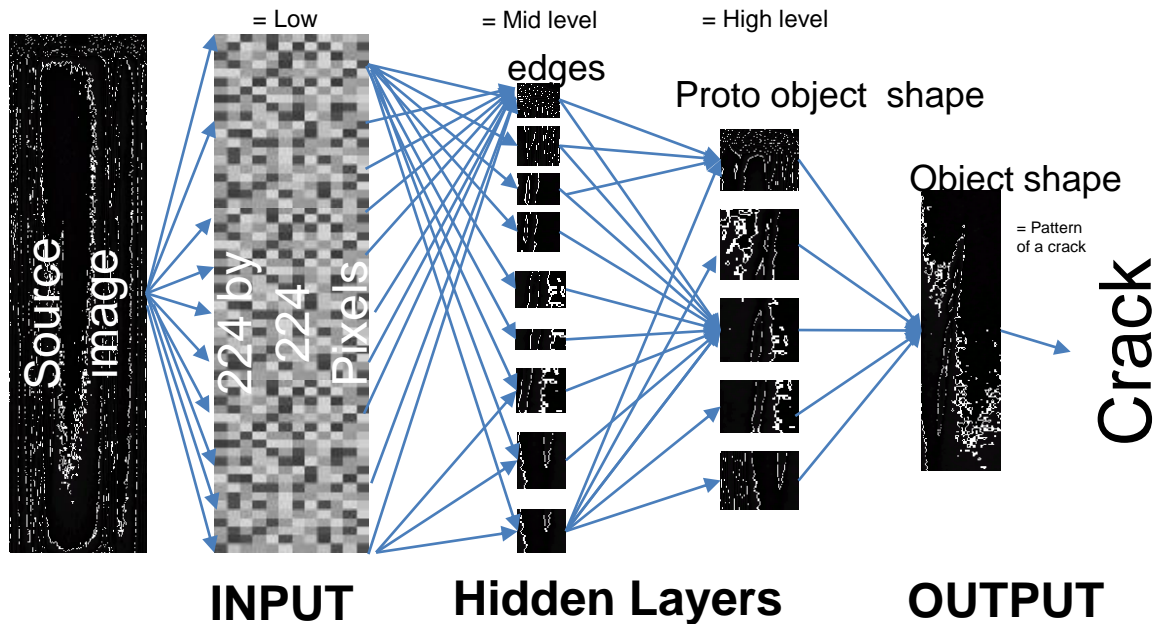 = Low
= Mid level
= High level
edges
Proto object shape
Object shape
= Pattern
of a crack
Source
image
224 by
224
Pixels
Crack
INPUT
Hidden Layers
OUTPUT